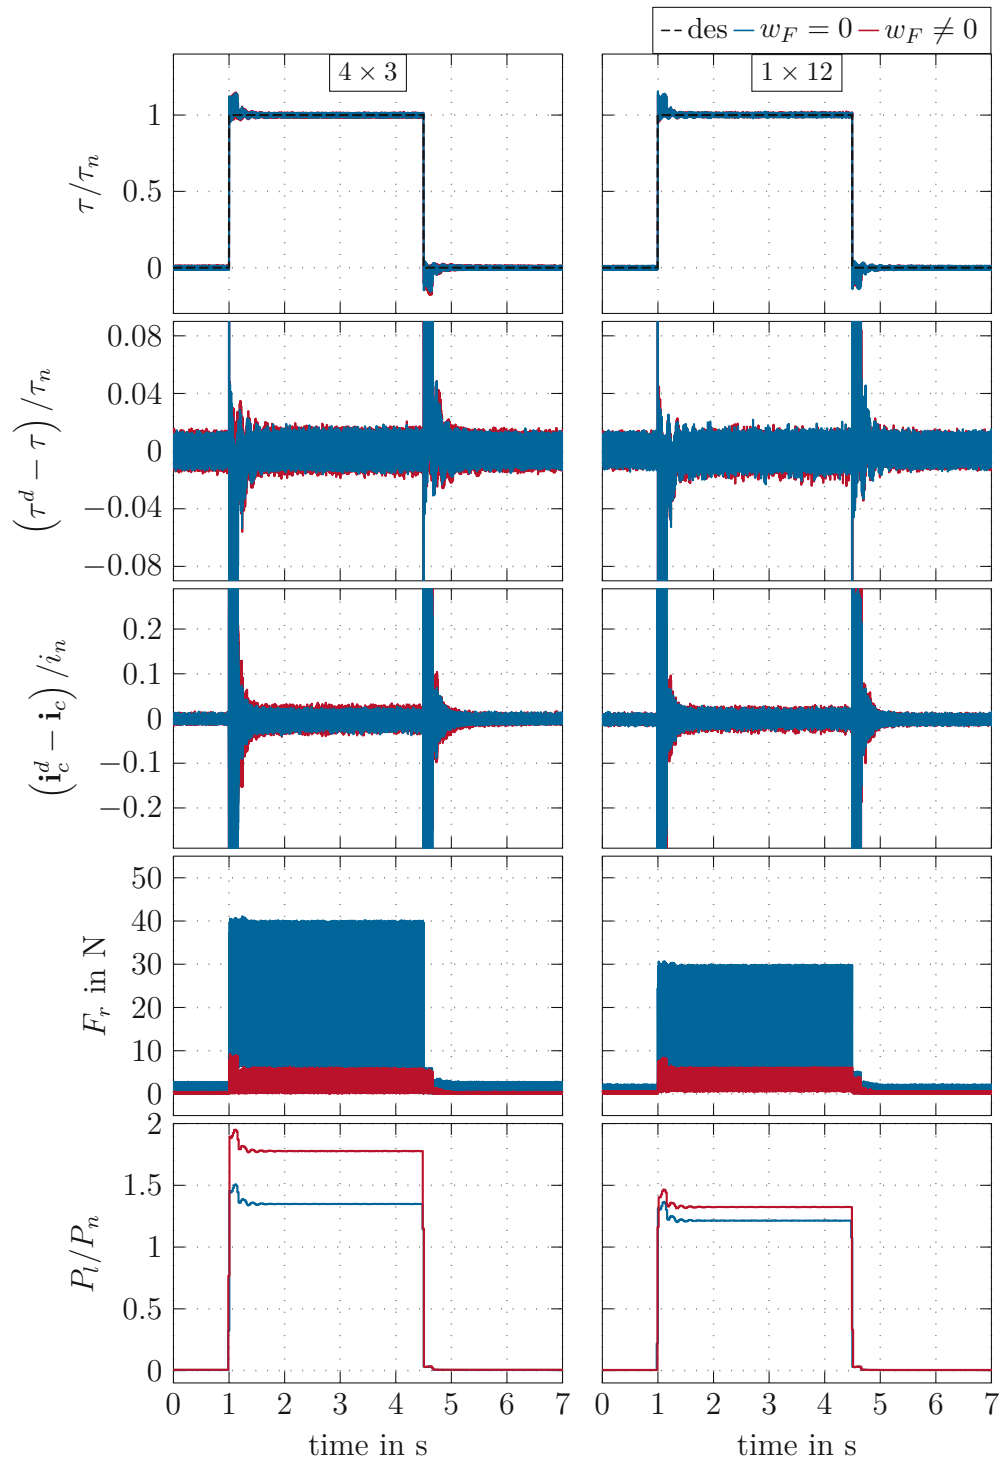 des w_F = 0 w_F ≠ 0
4 × 3
1 × 12
τ/τ_n
1
0.5
0
(τ^d − τ)/τ_n
0.08
0.04
0
−0.04
−0.08
(i_c^d − i_c)/i_n
0.2
0.1
0
−0.1
−0.2
F_r in N
50
40
30
20
10
0
P_l/P_n
2
1.5
1
0.5
0
0 1 2 3 4 5 6 7
0 1 2 3 4 5 6 7
time in s
time in s